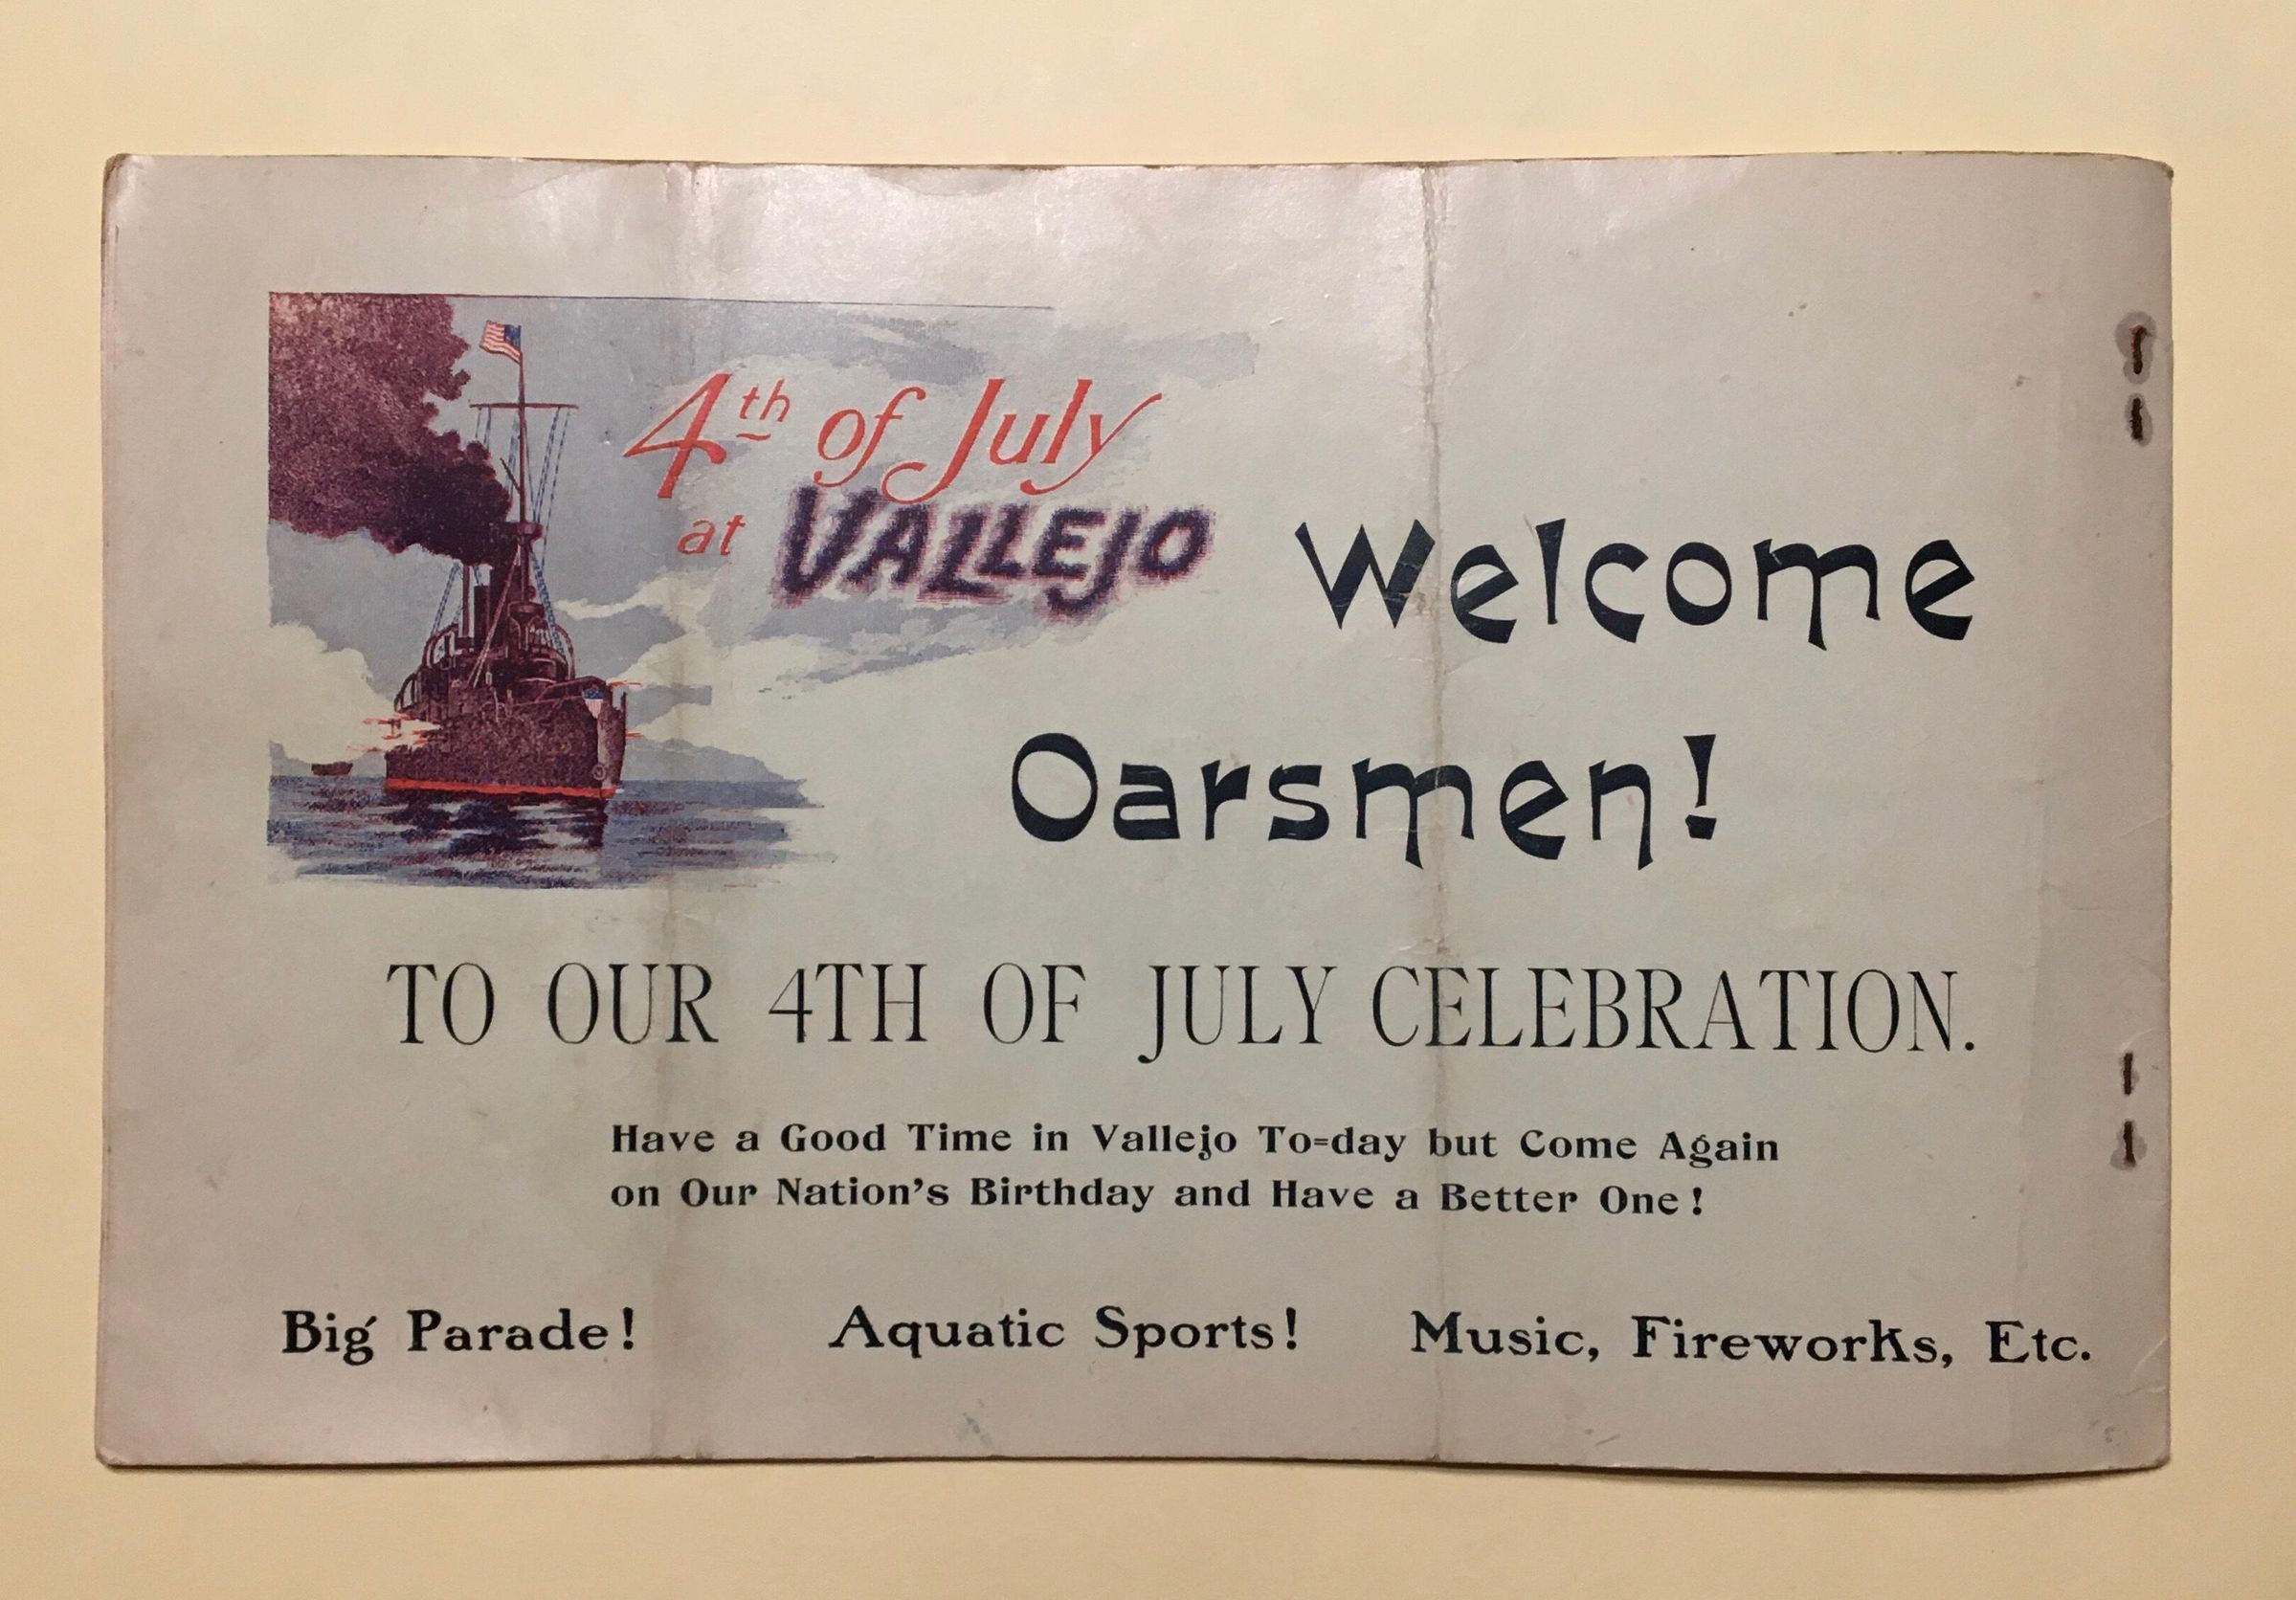 4th of July
at VALLEJO
Welcome
Oarsmen!
TO OUR 4TH OF JULY CELEBRATION.
Have a Good Time in Vallejo To=day but Come Again
on Our Nation's Birthday and Have a Better One!
Big Parade! Aquatic Sports! Music, Fireworks, Etc.